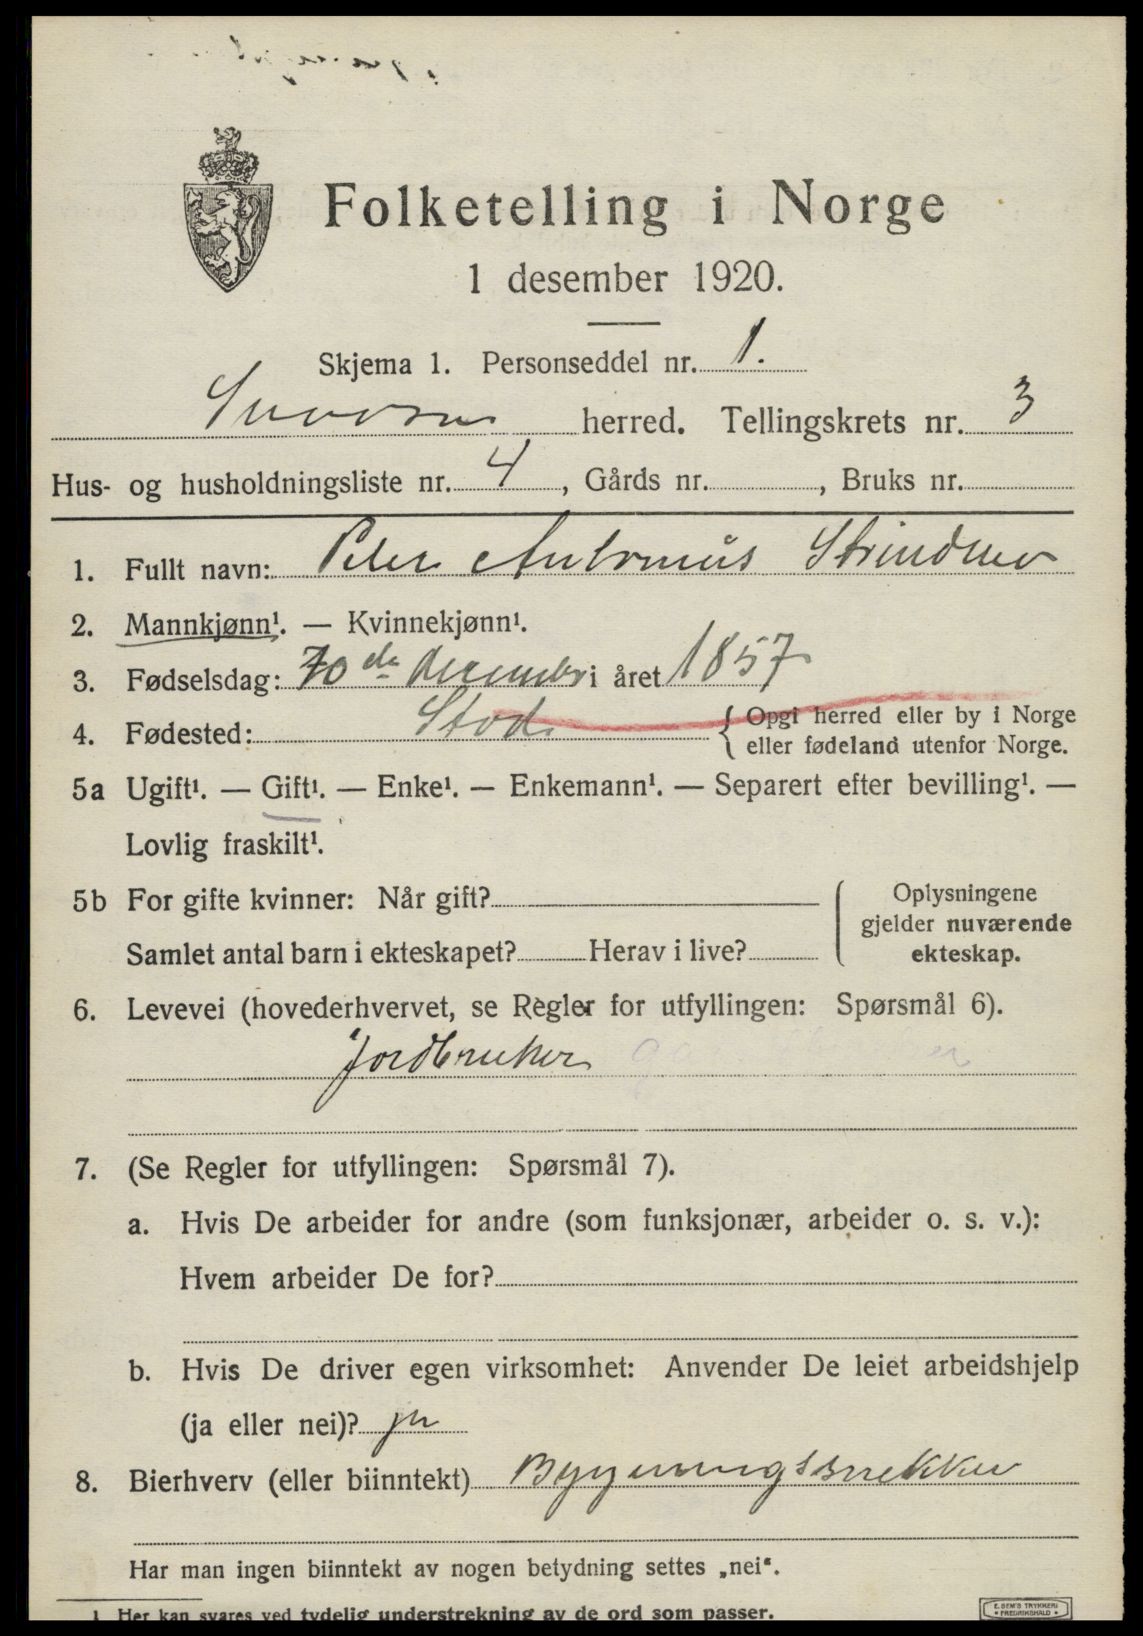 Folketelling i Norge
1 desember 1920.
Skjema 1. Personseddel nr. 1.
herred. Tellingskrets nr. 3
Hus- og husholdningsliste nr. 4, Gårds nr. , Bruks nr.
1. Fullt navn: Peter Antonius Strindmo
2. Mannkjønn¹. — Kvinnekjønn¹.
3. Fødselsdag: de december i året 1857
4. Fødested: Stod. { Opgi herred eller by i Norge
eller fødeland utenfor Norge.
5a Ugift¹. — Gift¹. — Enke¹. — Enkemann¹. — Separert efter bevilling¹. —
Lovlig fraskilt¹.
5b For gifte kvinner: Når gift? { Oplysningene
gjelder nuværende
Samlet antal barn i ekteskapet? Herav i live? ekteskap.
6. Levevei (hovederhvervet, se Regler for utfyllingen: Spørsmål 6).
Jordbruker
7. (Se Regler for utfyllingen: Spørsmål 7).
a. Hvis De arbeider for andre (som funksjonær, arbeider o. s. v.):
Hvem arbeider De for?
b. Hvis De driver egen virksomhet: Anvender De leiet arbeidshjelp
(ja eller nei)? ja
8. Bierhverv (eller biinntekt) Bygningssnekker
Har man ingen biinntekt av nogen betydning settes „nei“.
1 Her kan svares ved tydelig understrekning av de ord som passer.
E. SEM'S TRYKKERI
• FREDRIKSHALD •